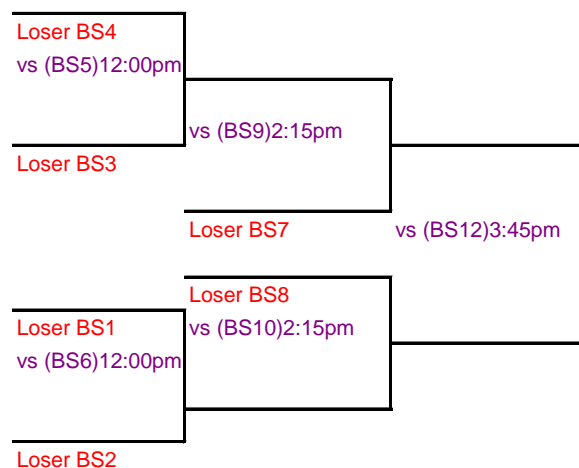 Loser BS4
vs (BS5)12:00pm
vs (BS9)2:15pm
Loser BS3
Loser BS7
vs (BS12)3:45pm
Loser BS8
Loser BS1
vs (BS10)2:15pm
vs (BS6)12:00pm
Loser BS2